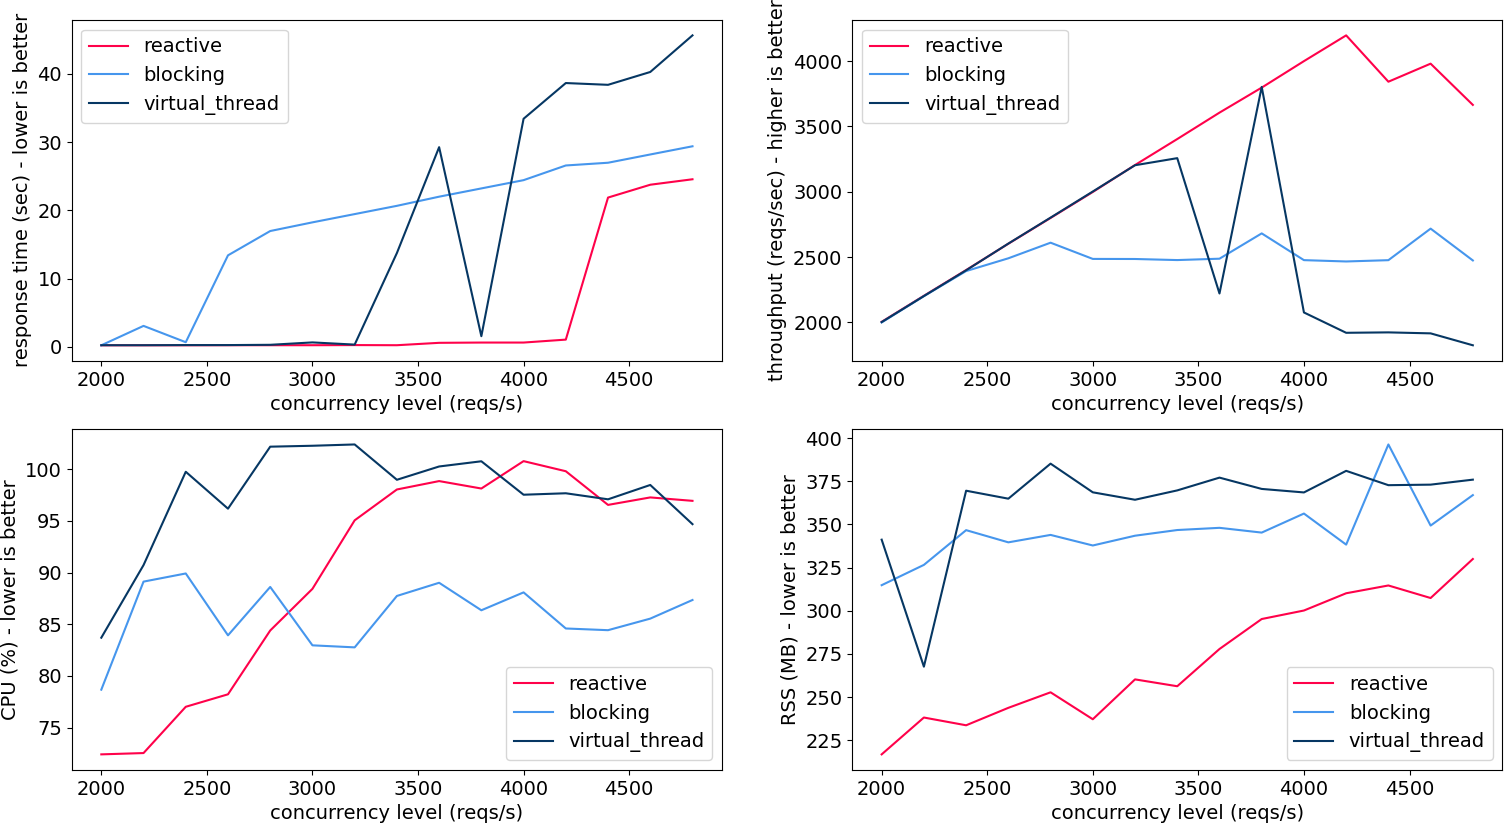 response time (sec) - lower is better
reactive
blocking
virtual_thread
40
30
20
10
0
2000 2500 3000 3500 4000 4500
concurrency level (reqs/s)
throughput (reqs/sec) - higher is better
reactive
blocking
virtual_thread
4000
3500
3000
2500
2000
2000 2500 3000 3500 4000 4500
concurrency level (reqs/s)
CPU (%) - lower is better
100
95
90
85
80
75
reactive
blocking
virtual_thread
2000 2500 3000 3500 4000 4500
concurrency level (reqs/s)
RSS (MB) - lower is better
400
375
350
325
300
275
250
225
reactive
blocking
virtual_thread
2000 2500 3000 3500 4000 4500
concurrency level (reqs/s)